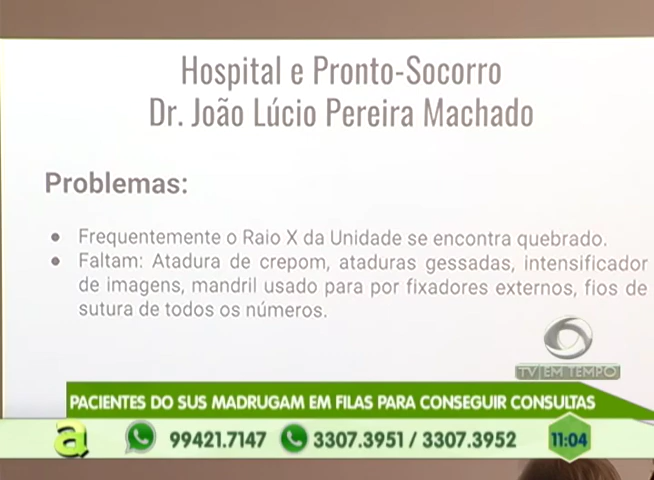 Hospital e Pronto-Socorro
Dr. João Lúcio Pereira Machado
Problemas:
● Frequentemente o Raio X da Unidade se encontra quebrado.
● Faltam: Atadura de crepom, ataduras gessadas, intensificador
de imagens, mandril usado para por fixadores externos, fios de
sutura de todos os números.
TV EM TEMPO
PACIENTES DO SUS MADRUGAM EM FILAS PARA CONSEGUIR CONSULTAS
a 99421.7147 3307.3951 / 3307.3952 11:04